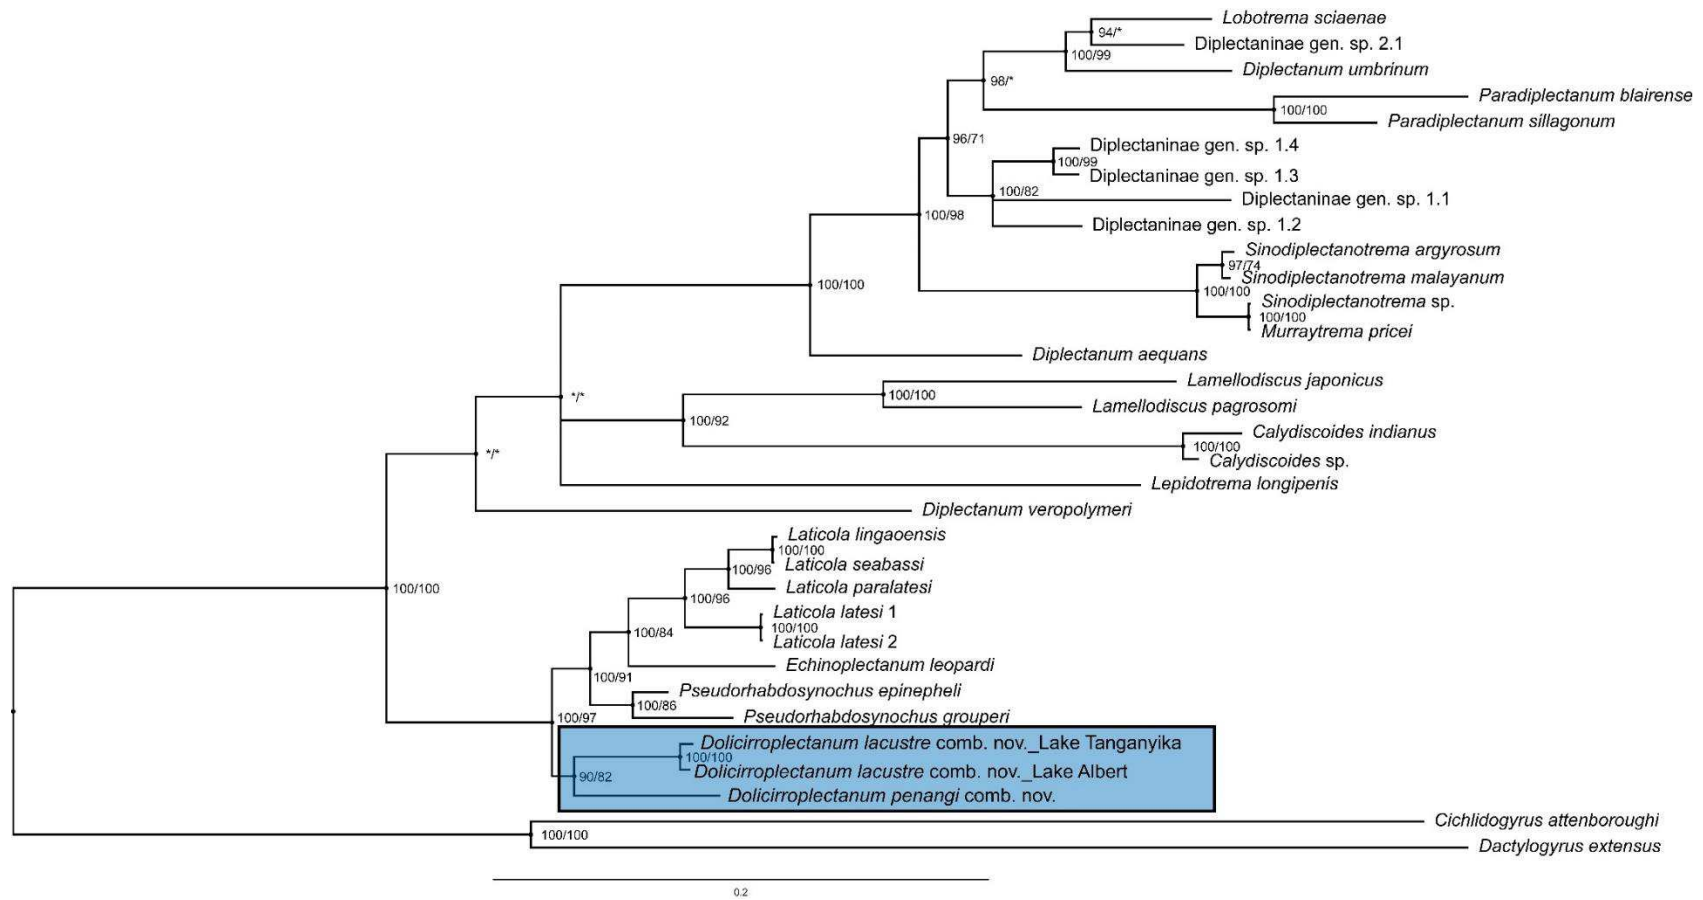 Lobotrema sciaenae
94/*
Diplectaninae gen. sp. 2.1
100/99
Diplectanum umbrinum
98/*
Paradiplectanum blairense
100/100
Paradiplectanum sillagonum
96/71
Diplectaninae gen. sp. 1.4
100/99
Diplectaninae gen. sp. 1.3
100/82
Diplectaninae gen. sp. 1.1
100/98
Diplectaninae gen. sp. 1.2
Sinodiplectanotrema argyrosum
97/74
Sinodiplectanotrema malayanum
100/100
Sinodiplectanotrema sp.
100/100
Murraytrema pricei
100/100
Diplectanum aequans
Lamellodiscus japonicus
100/100
*/*
Lamellodiscus pagrosomi
100/92
Calydiscoides indianus
100/100
*/*
Calydiscoides sp.
Lepidotrema longipenis
Diplectanum veropolymeri
Laticola lingaoensis
100/100
Laticola seabassi
100/96
Laticola paralatesi
100/100
100/96
Laticola latesi 1
100/100
100/84
Laticola latesi 2
Echinoplectanum leopardi
100/91
Pseudorhabdosynochus epinepheli
100/86
Pseudorhabdosynochus grouperi
100/97
Dolicirroplectanum lacustre comb. nov._Lake Tanganyika
100/100
Dolicirroplectanum lacustre comb. nov._Lake Albert
90/82
Dolicirroplectanum penangi comb. nov.
Cichlidogyrus attenboroughi
100/100
Dactylogyrus extensus
0.2